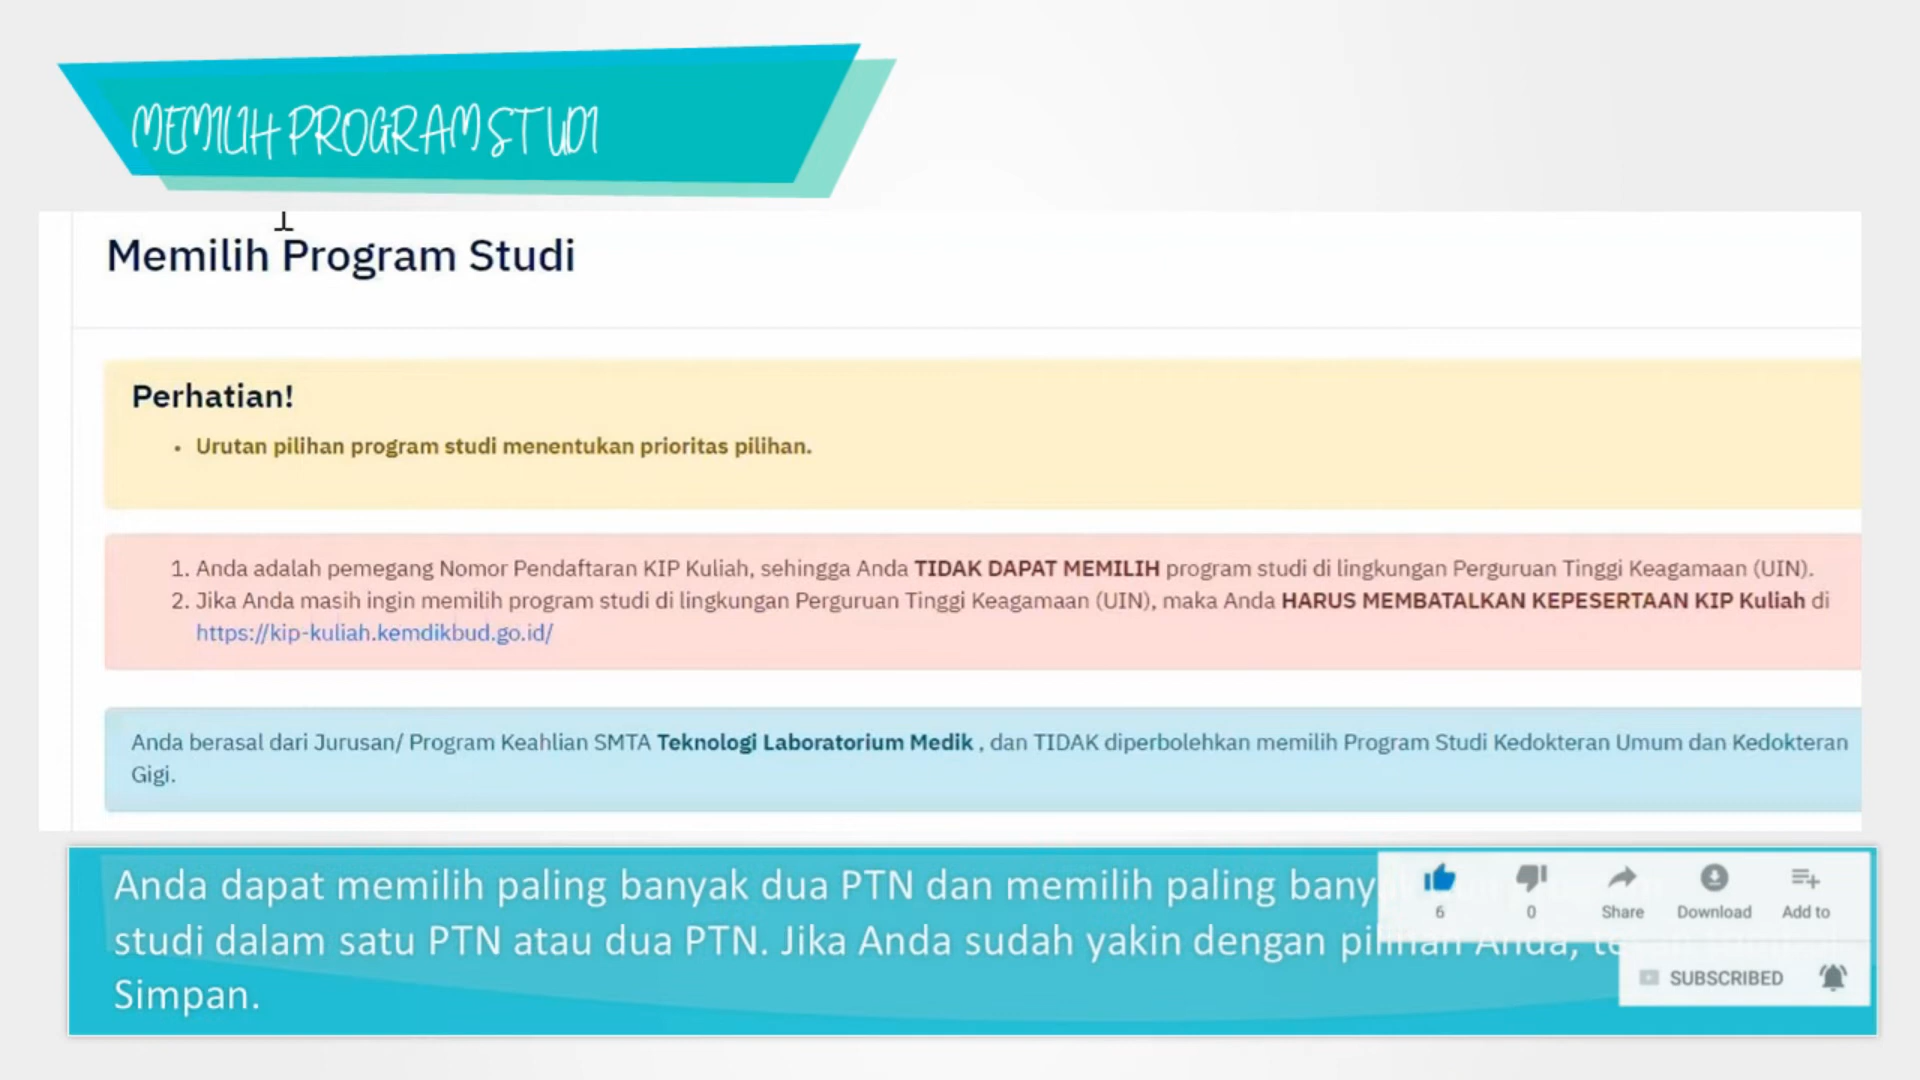 MEMILIH PROGRAM STUDI
Memilih Program Studi
Perhatian!
• Urutan pilihan program studi menentukan prioritas pilihan.
1. Anda adalah pemegang Nomor Pendaftaran KIP Kuliah, sehingga Anda TIDAK DAPAT MEMILIH program studi di lingkungan Perguruan Tinggi Keagamaan (UIN).
2. Jika Anda masih ingin memilih program studi di lingkungan Perguruan Tinggi Keagamaan (UIN), maka Anda HARUS MEMBATALKAN KEPESERTAAN KIP Kuliah di
https://kip-kuliah.kemdikbud.go.id/
Anda berasal dari Jurusan/ Program Keahlian SMTA Teknologi Laboratorium Medik , dan TIDAK diperbolehkan memilih Program Studi Kedokteran Umum dan Kedokteran
Gigi.
Anda dapat memilih paling banyak dua PTN dan memilih paling
studi dalam satu PTN atau dua PTN. Jika Anda sudah yakin dengan pilihan Anda,
Simpan.
6 0 Share Download Add to
SUBSCRIBED